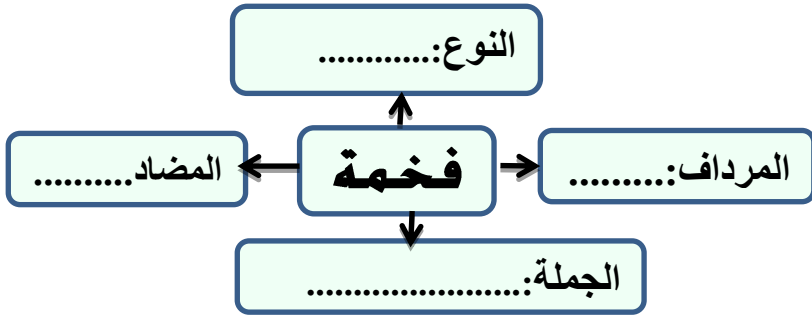 النوع:............
المرداف:.........
فخمة
المضاد..........
الجملة:......................